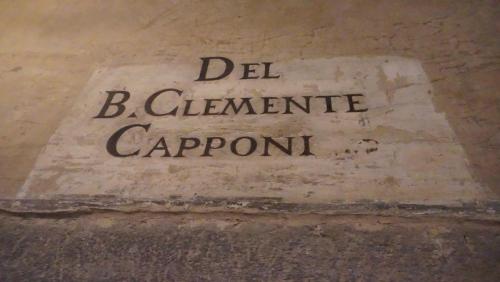 DEL
B. CLEMENTE
CAPPONI